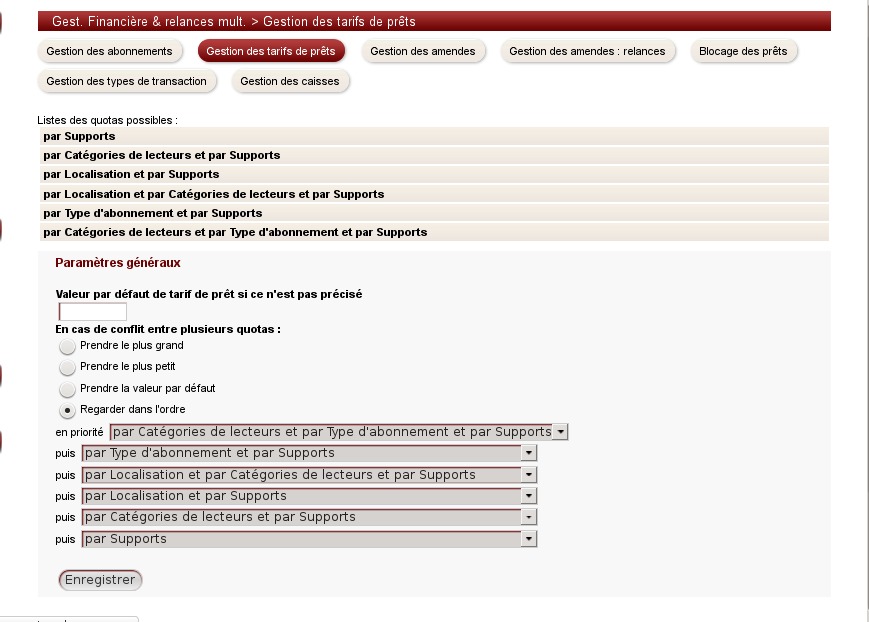 Gest. Financière & relances mult. > Gestion des tarifs de prêts
Gestion des abonnements Gestion des tarifs de prêts Gestion des amendes Gestion des amendes : relances Blocage des prêts
Gestion des types de transaction Gestion des caisses
Listes des quotas possibles :
par Supports
par Catégories de lecteurs et par Supports
par Localisation et par Supports
par Localisation et par Catégories de lecteurs et par Supports
par Type d'abonnement et par Supports
par Catégories de lecteurs et par Type d'abonnement et par Supports
Paramètres généraux
Valeur par défaut de tarif de prêt si ce n'est pas précisé
En cas de conflit entre plusieurs quotas :
Prendre le plus grand
Prendre le plus petit
Prendre la valeur par défaut
Regarder dans l'ordre
en priorité par Catégories de lecteurs et par Type d'abonnement et par Supports
puis par Type d'abonnement et par Supports
puis par Localisation et par Catégories de lecteurs et par Supports
puis par Localisation et par Supports
puis par Catégories de lecteurs et par Supports
puis par Supports
Enregistrer